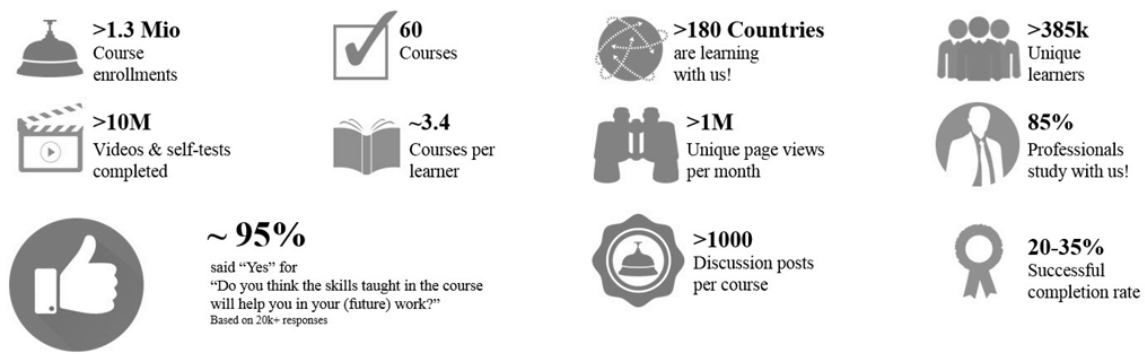 >1.3 Mio
Course
enrollments
60
Courses
>180 Countries
are learning
with us!
>385k
Unique
learners
>10M
Videos & self-tests
completed
~3.4
Courses per
learner
>1M
Unique page views
per month
85%
Professionals
study with us!
~ 95%
said “Yes” for
“Do you think the skills taught in the course
will help you in your (future) work?”
Based on 20k+ responses
>1000
Discussion posts
per course
20-35%
Successful
completion rate